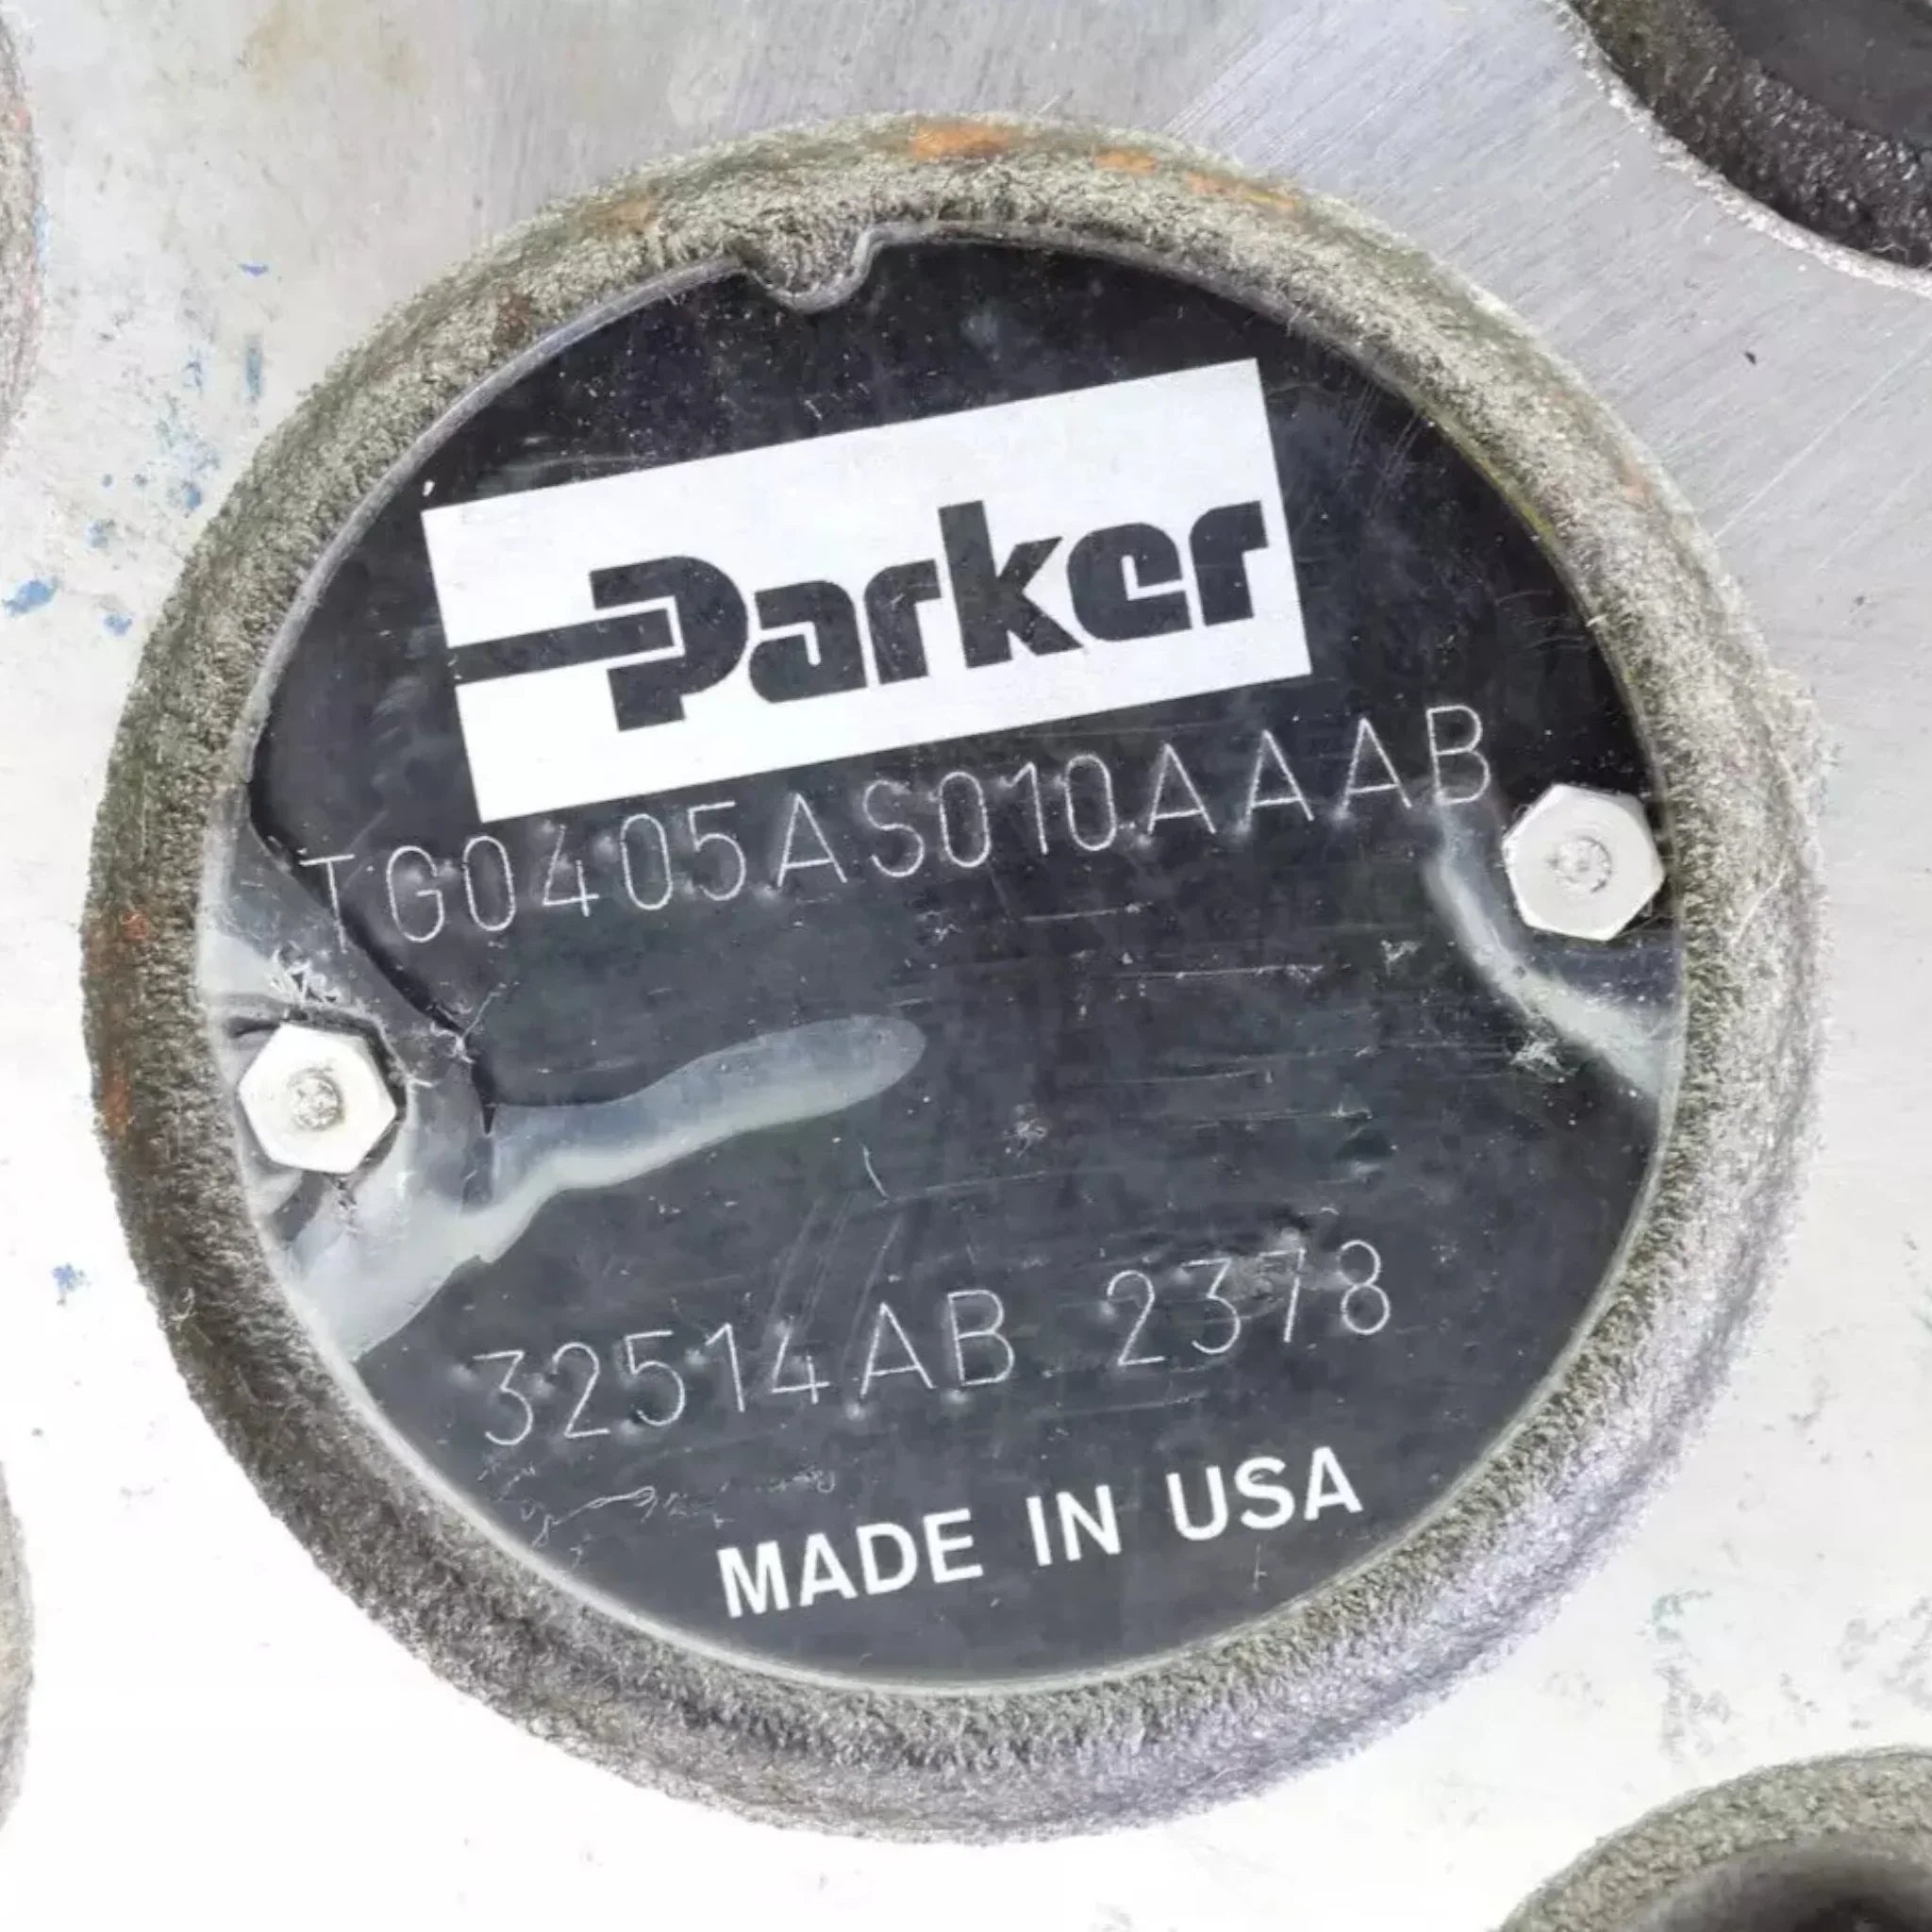 Parker
TG0405AS010AAAB
32514AB 2378
MADE IN USA